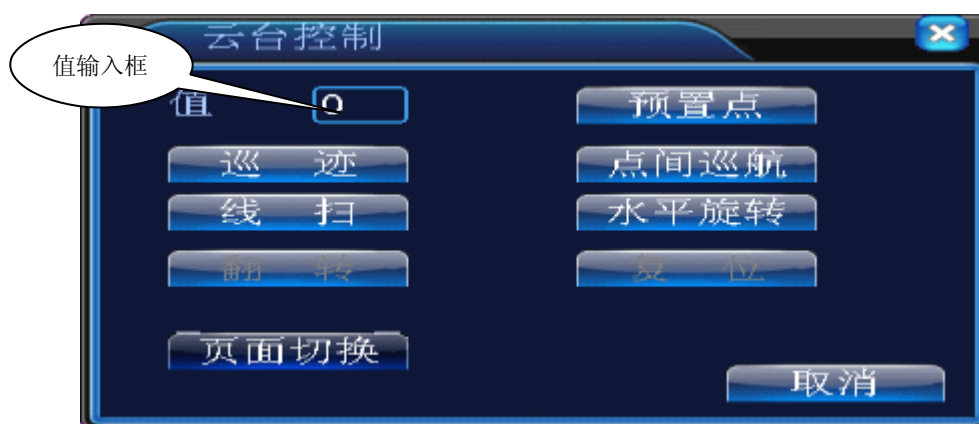 云台控制
值输入框
值 0 预置点
巡 迹 点间巡航
线 扫 水平旋转
翻 转 复 位
页面切换
取消